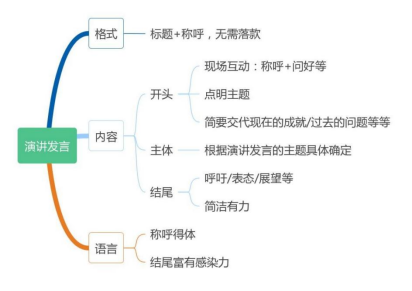 演讲发言
格式
标题+称呼，无需落款
内容
开头
现场互动：称呼+问好等
点明主题
简要交代现在的成就/过去的问题等等
主体
根据演讲发言的主题具体确定
结尾
呼吁/表态/展望等
简洁有力
语言
称呼得体
结尾富有感染力